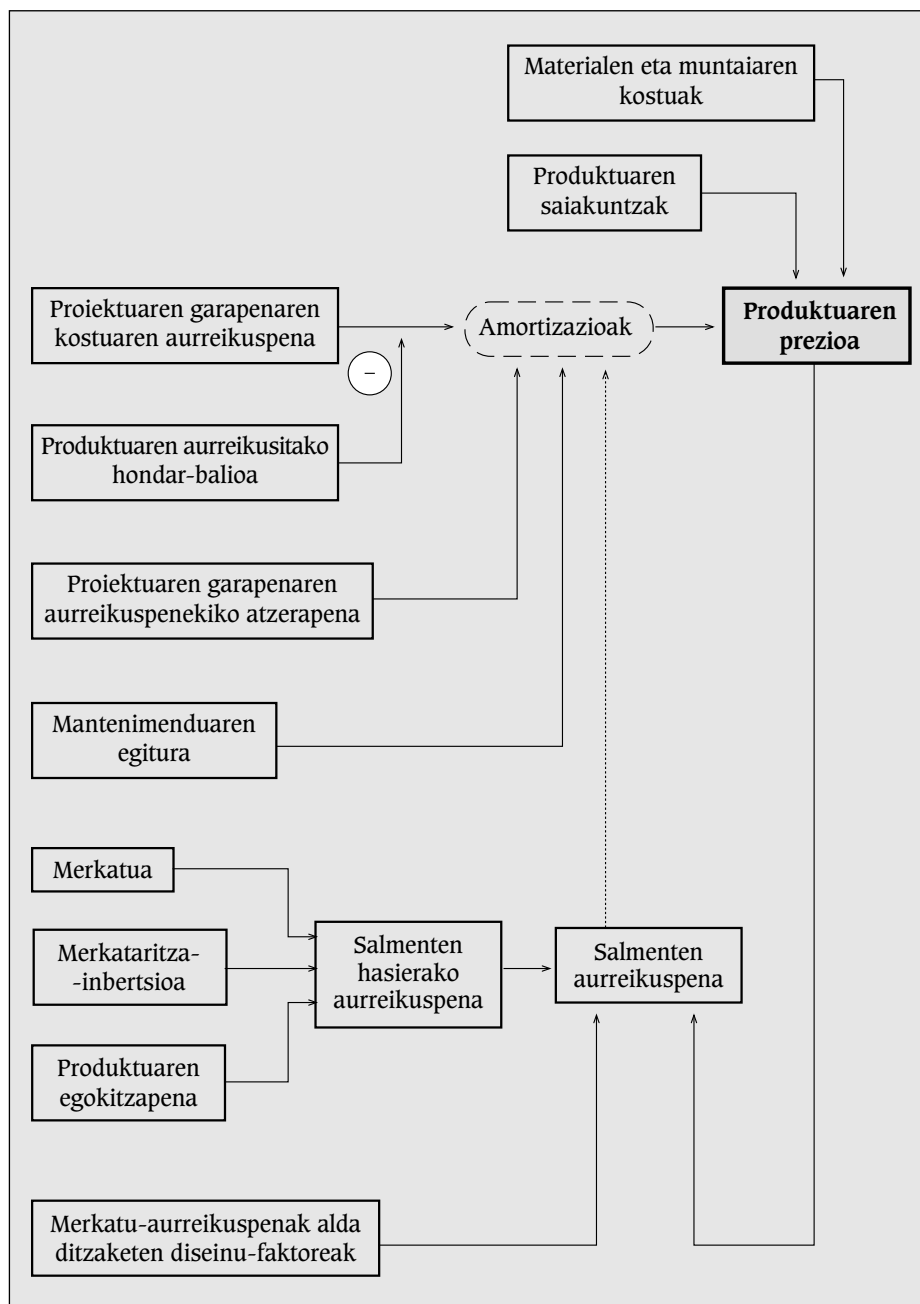 Materialen eta muntaiaren
kostuak
Produktuaren
saiakuntzak
Proiektuaren garapenaren
kostuaren aurreikuspena
Amortizazioak
Produktuaren
prezioa
–
Produktuaren aurreikusitako
hondar-balioa
Proiektuaren garapenaren
aurreikuspenekiko atzerapena
Mantenimenduaren
egitura
Merkatua
Merkataritza-
-inbertsioa
Salmenten
hasierako
aurreikuspena
Salmenten
aurreikuspena
Produktuaren
egokitzapena
Merkatu-aurreikuspenak alda
ditzaketen diseinu-faktoreak